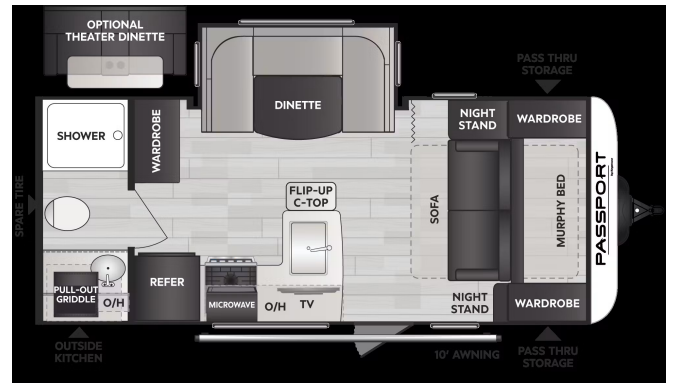 OPTIONAL
THEATER DINETTE
PASS THRU
STORAGE
DINETTE
NIGHT
STAND
WARDROBE
SHOWER
WARDROBE
FLIP-UP
C-TOP
SOFA
MURPHY BED
PASSPORT
SPARE TIRE
REFER
PULL-OUT
GRIDDLE
O/H
MICROWAVE
O/H
TV
NIGHT
STAND
WARDROBE
OUTSIDE
KITCHEN
10' AWNING
PASS THRU
STORAGE